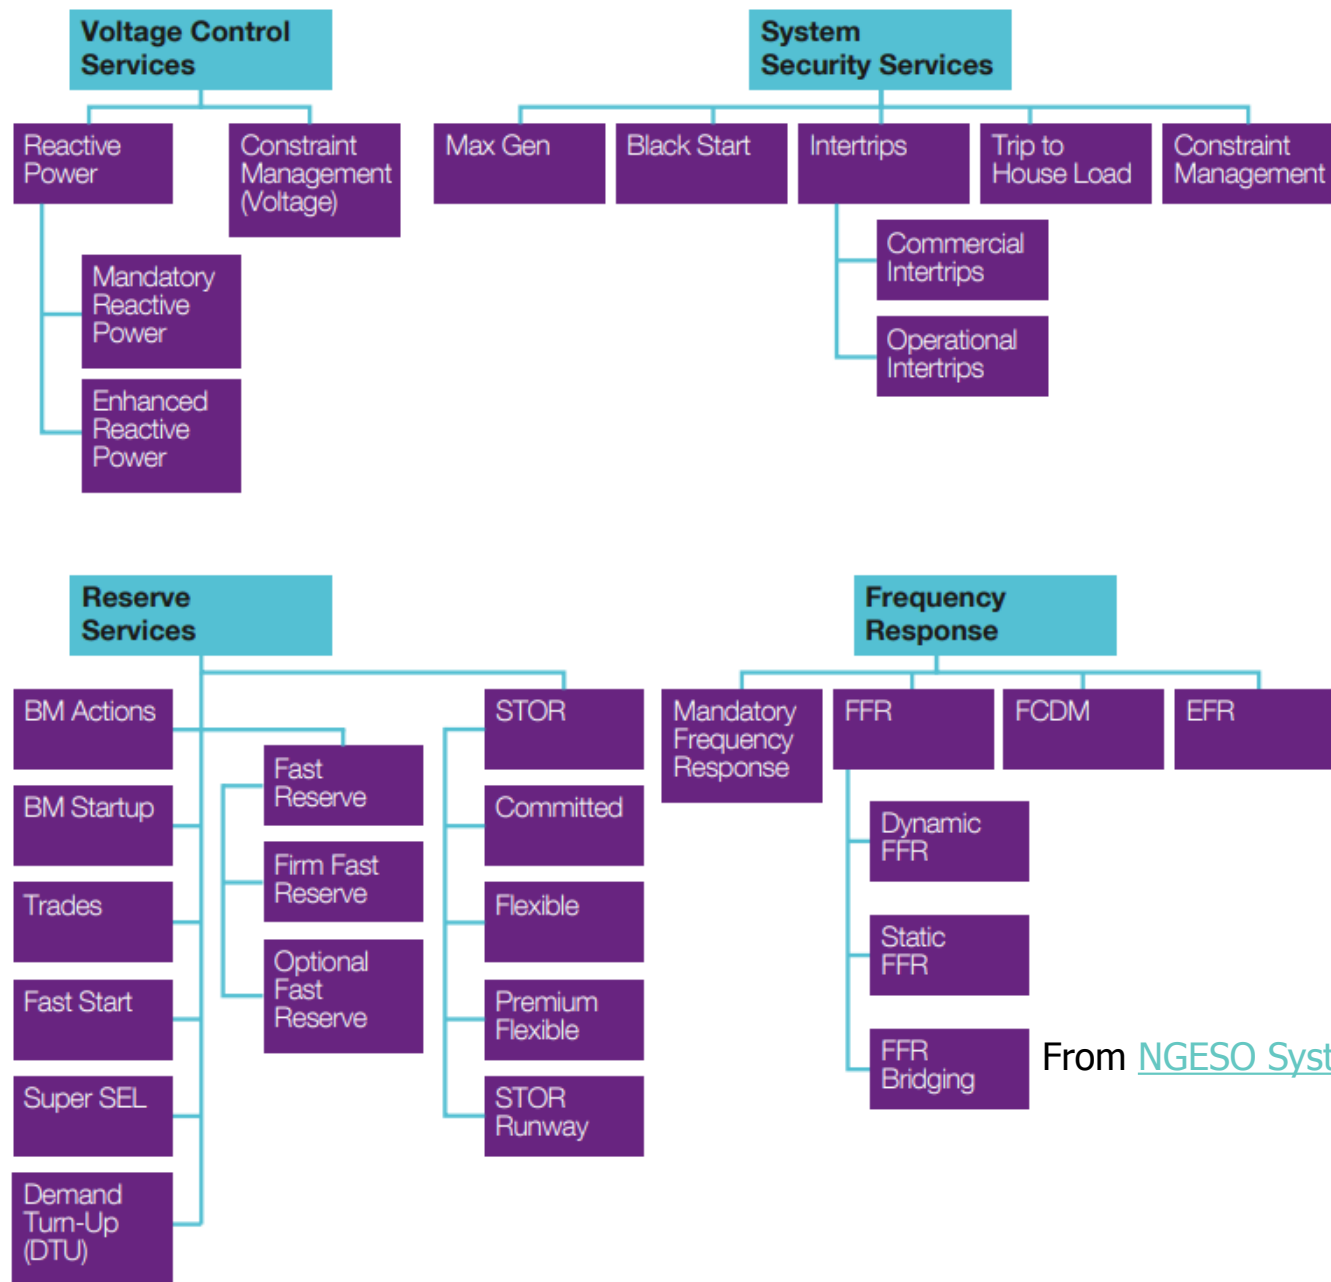 Voltage Control
Services
Reactive
Power
Constraint
Management
(Voltage)
Mandatory
Reactive
Power
Enhanced
Reactive
Power
System
Security Services
Max Gen
Black Start
Intertrips
Trip to
House Load
Constraint
Management
Commercial
Intertrips
Operational
Intertrips
Reserve
Services
BM Actions
BM Startup
Trades
Fast Start
Super SEL
Demand
Turn-Up
(DTU)
Fast
Reserve
Firm Fast
Reserve
Optional
Fast
Reserve
STOR
Committed
Flexible
Premium
Flexible
STOR
Runway
Frequency
Response
Mandatory
Frequency
Response
FFR
FCDM
EFR
Dynamic
FFR
Static
FFR
FFR
Bridging
From NGESO Syst